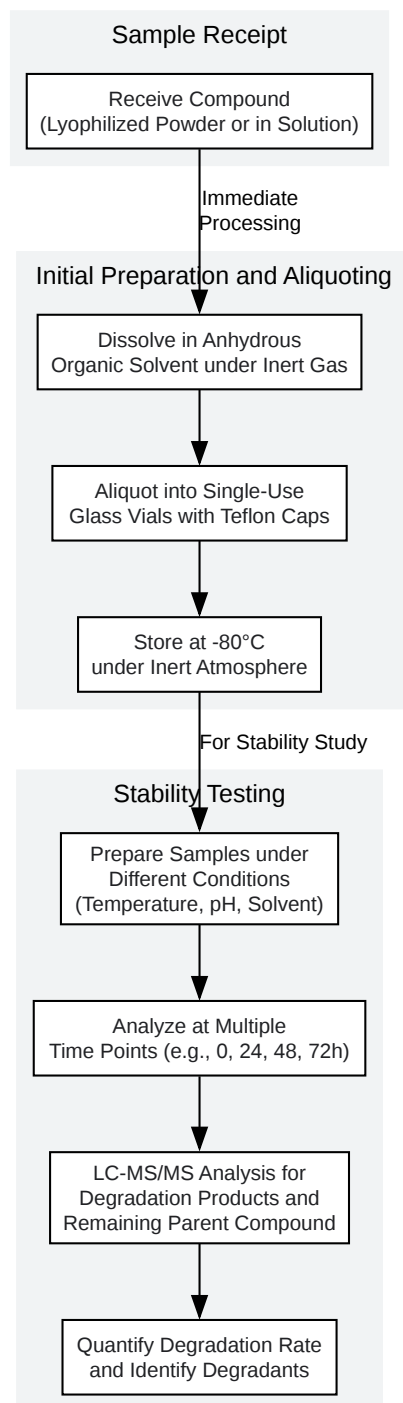 Sample Receipt
Receive Compound
(Lyophilized Powder or in Solution)
Immediate
Processing
Initial Preparation and Aliquoting
Dissolve in Anhydrous
Organic Solvent under Inert Gas
Aliquot into Single-Use
Glass Vials with Teflon Caps
Store at -80°C
under Inert Atmosphere
For Stability Study
Stability Testing
Prepare Samples under
Different Conditions
(Temperature, pH, Solvent)
Analyze at Multiple
Time Points (e.g., 0, 24, 48, 72h)
LC-MS/MS Analysis for
Degradation Products and
Remaining Parent Compound
Quantify Degradation Rate
and Identify Degradants